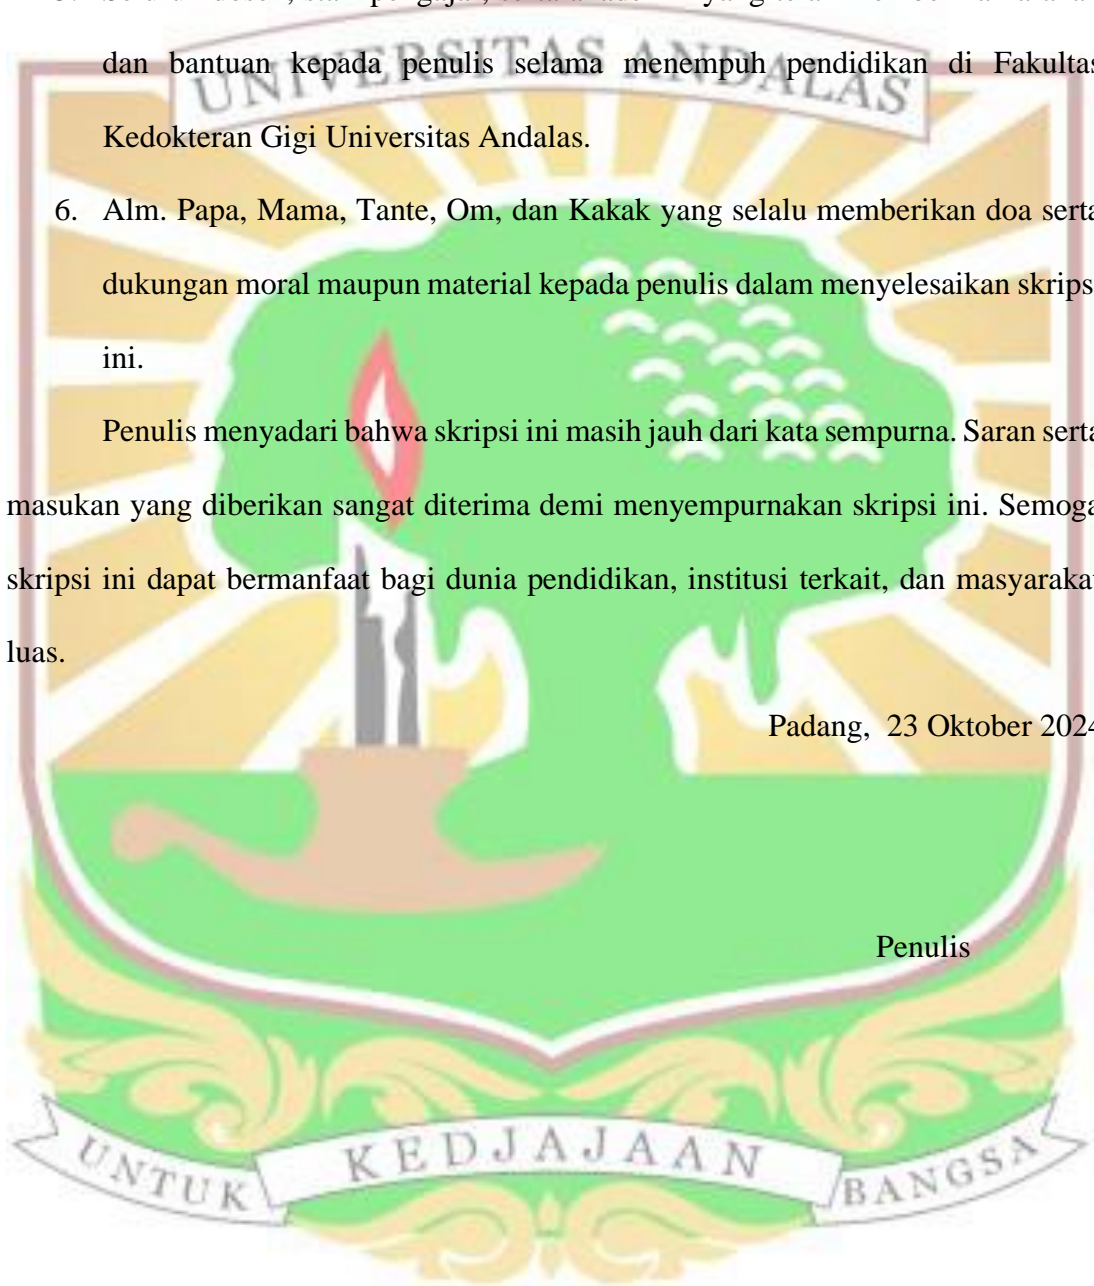 dan bantuan kepada penulis selama menempuh pendidikan di Fakultas
UNIVERSITAS ANDALAS
Kedokteran Gigi Universitas Andalas.
6. Alm. Papa, Mama, Tante, Om, dan Kakak yang selalu memberikan doa serta
dukungan moral maupun material kepada penulis dalam menyelesaikan skripsi
ini.
Penulis menyadari bahwa skripsi ini masih jauh dari kata sempurna. Saran serta
masukan yang diberikan sangat diterima demi menyempurnakan skripsi ini. Semoga
skripsi ini dapat bermanfaat bagi dunia pendidikan, institusi terkait, dan masyarakat
luas.
Padang, 23 Oktober 2024
Penulis
UNTUK KEDJAJAAN BANGSA